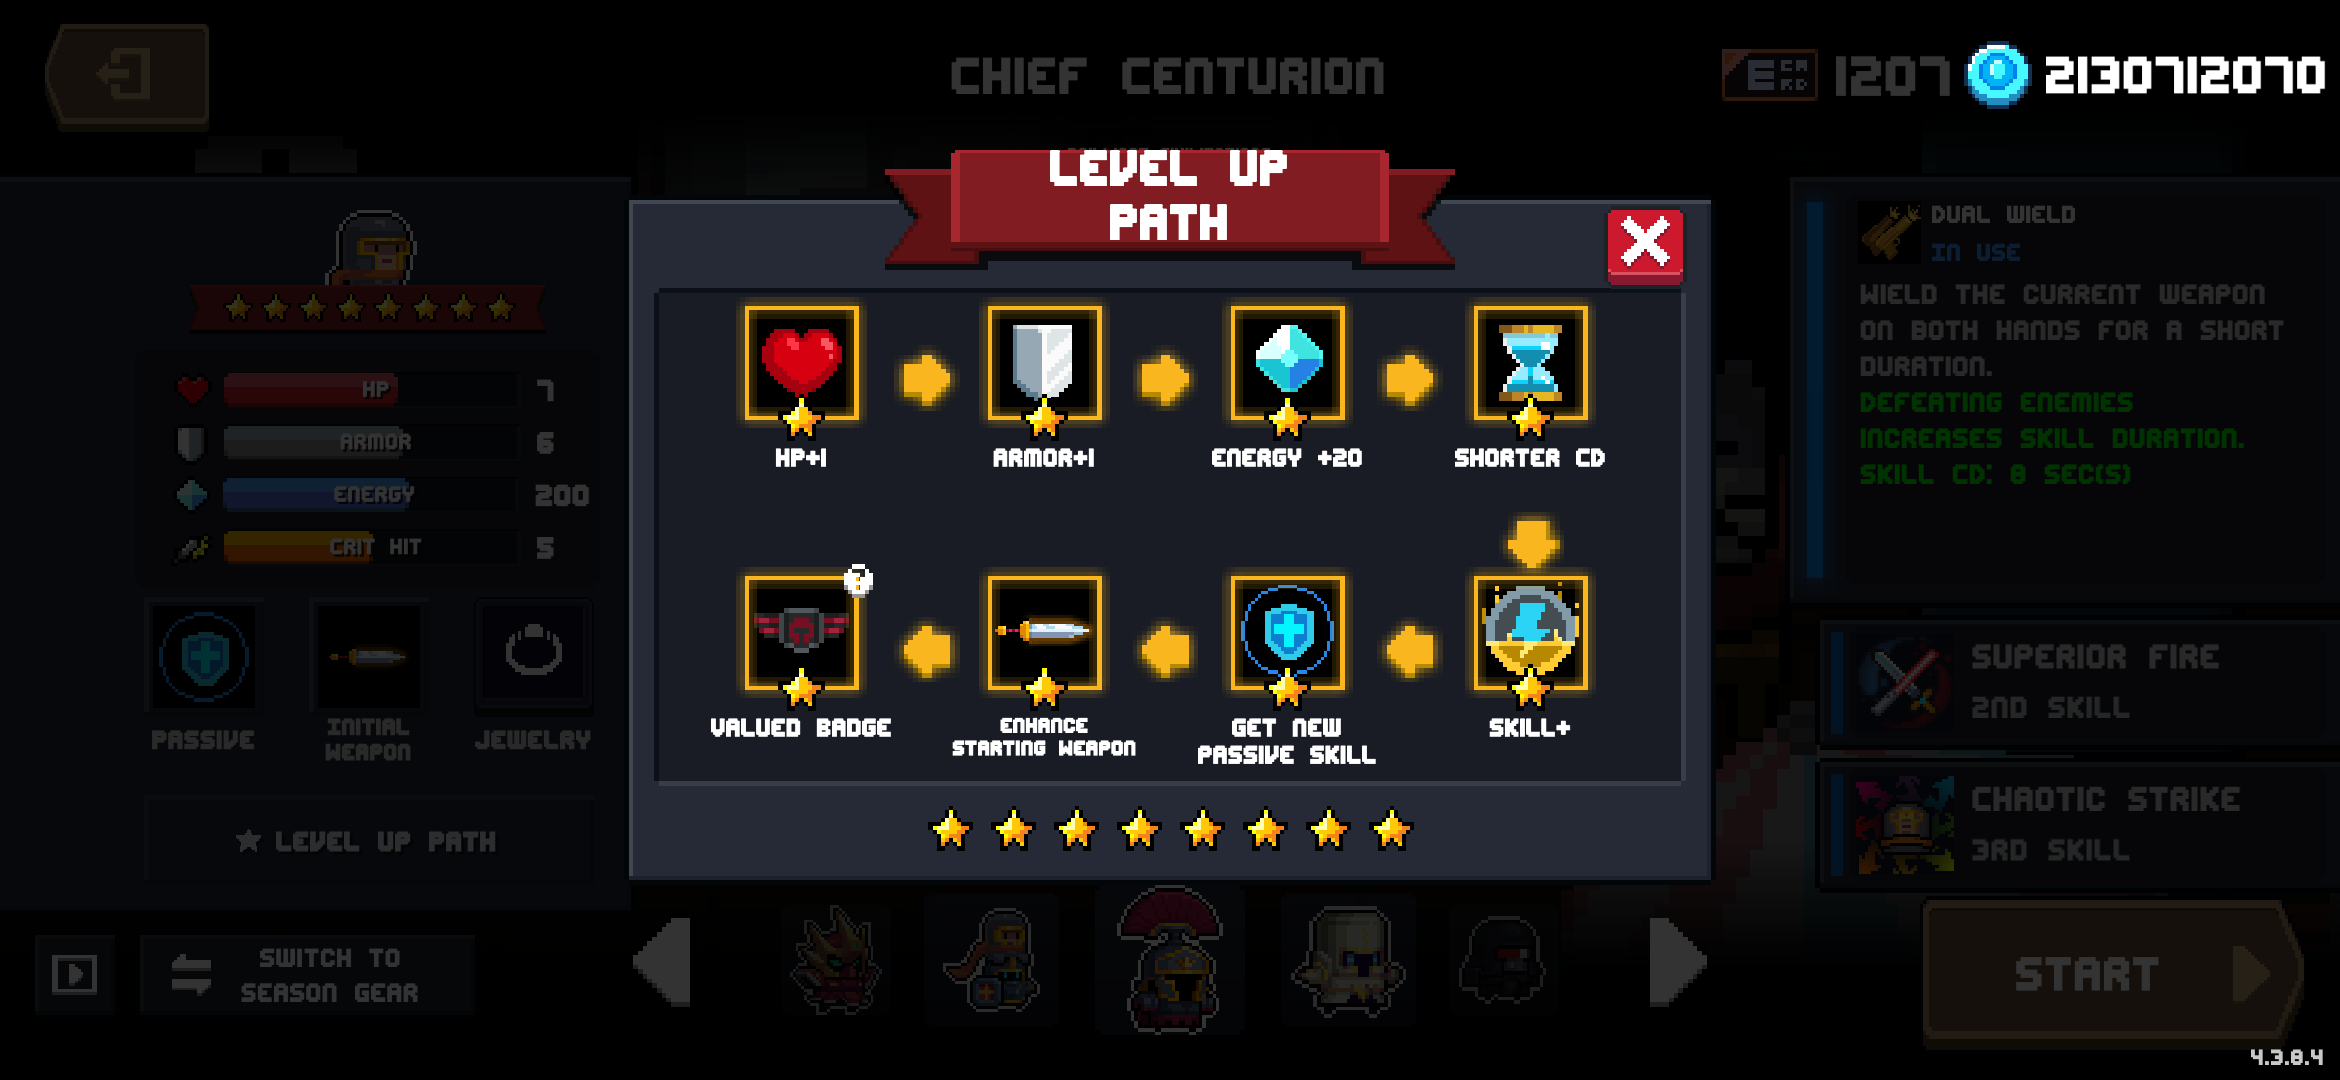 CHIEF CENTURION
1207
2130712070
LEVEL UP
PATH
HP+1
ARMOR+1
ENERGY +20
SHORTER CD
VALUED BADGE
ENHANCE
STARTING WEAPON
GET NEW
PASSIVE SKILL
SKILL+
HP
7
ARMOR
6
ENERGY
200
CRIT HIT
5
PASSIVE
INITIAL
WEAPON
JEWELRY
LEVEL UP PATH
SWITCH TO
SEASON GEAR
DUAL WIELD
IN USE
WIELD THE CURRENT WEAPON
ON BOTH HANDS FOR A SHORT
DURATION.
DEFEATING ENEMIES
INCREASES SKILL DURATION.
SKILL CD: 8 SEC(S)
SUPERIOR FIRE
2ND SKILL
CHAOTIC STRIKE
3RD SKILL
START
4.3.8.4